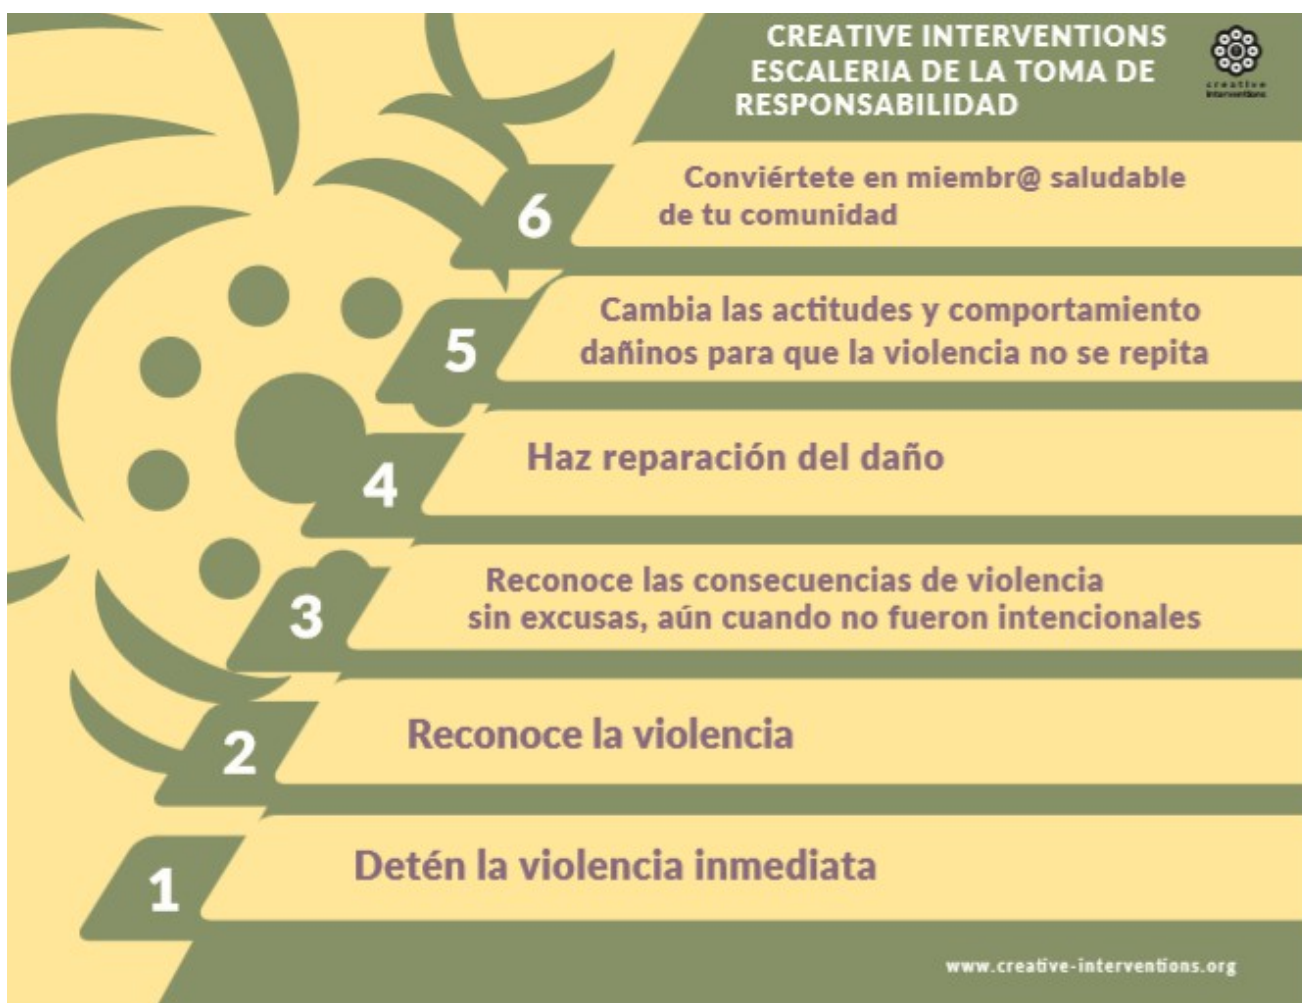 CREATIVE INTERVENTIONS
ESCALERIA DE LA TOMA DE
RESPONSABILIDAD
creative
interventions
6
Conviértete en miembr@ saludable
de tu comunidad
5
Cambia las actitudes y comportamiento
dañinos para que la violencia no se repita
4
Haz reparación del daño
3
Reconoce las consecuencias de violencia
sin excusas, aún cuando no fueron intencionales
2
Reconoce la violencia
1
Detén la violencia inmediata
www.creative-interventions.org